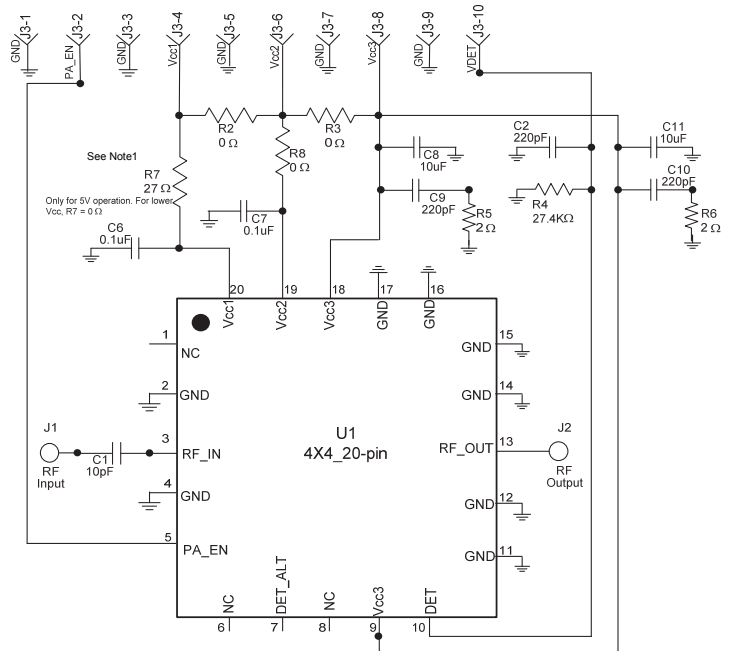 J3-1
J3-2
J3-3
J3-4
J3-5
J3-6
J3-7
J3-8
J3-9
J3-10
GND
PA_EN
GND
Vcc1
GND
Vcc2
GND
Vcc3
GND
VDET
R2
0 Ω
R3
0 Ω
See Note1
R7
27 Ω
Only for 5V operation. For lower
Vcc, R7 = 0 Ω
R8
0 Ω
C8
10uF
C2
220pF
C11
10uF
C9
220pF
R5
2 Ω
R4
27.4KΩ
C10
220pF
R6
2 Ω
C6
0.1uF
C7
0.1uF
20
19
18
17
16
Vcc1
Vcc2
Vcc3
GND
GND
1
NC
2
GND
3
RF_IN
4
GND
5
PA_EN
J1
RF
Input
C1
10pF
U1
4X4_20-pin
15
GND
14
GND
13
RF_OUT
12
GND
11
GND
J2
RF
Output
NC
DET_ALT
NC
Vcc3
DET
6
7
8
9
10